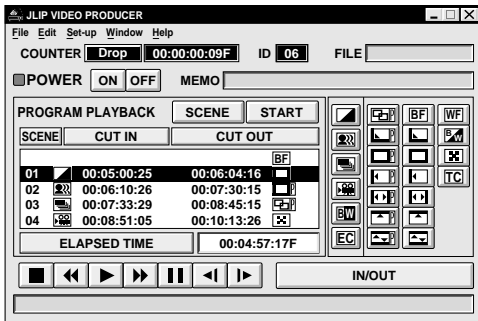 JLIP VIDEO PRODUCER
File Edit Set-up Window Help
COUNTER Drop 00:00:00:09F ID 06 FILE
POWER ON OFF MEMO
PROGRAM PLAYBACK SCENE START
SCENE CUT IN CUT OUT
BF
01 00:05:00:25 00:06:04:16
02 00:06:10:26 00:07:30:15 P
03 00:07:33:29 00:08:45:15 P
04 00:08:51:05 00:10:13:26
ELAPSED TIME 00:04:57:17F
P BF WF
P B/W
P
P TC
P
BW P
EC P
IN/OUT